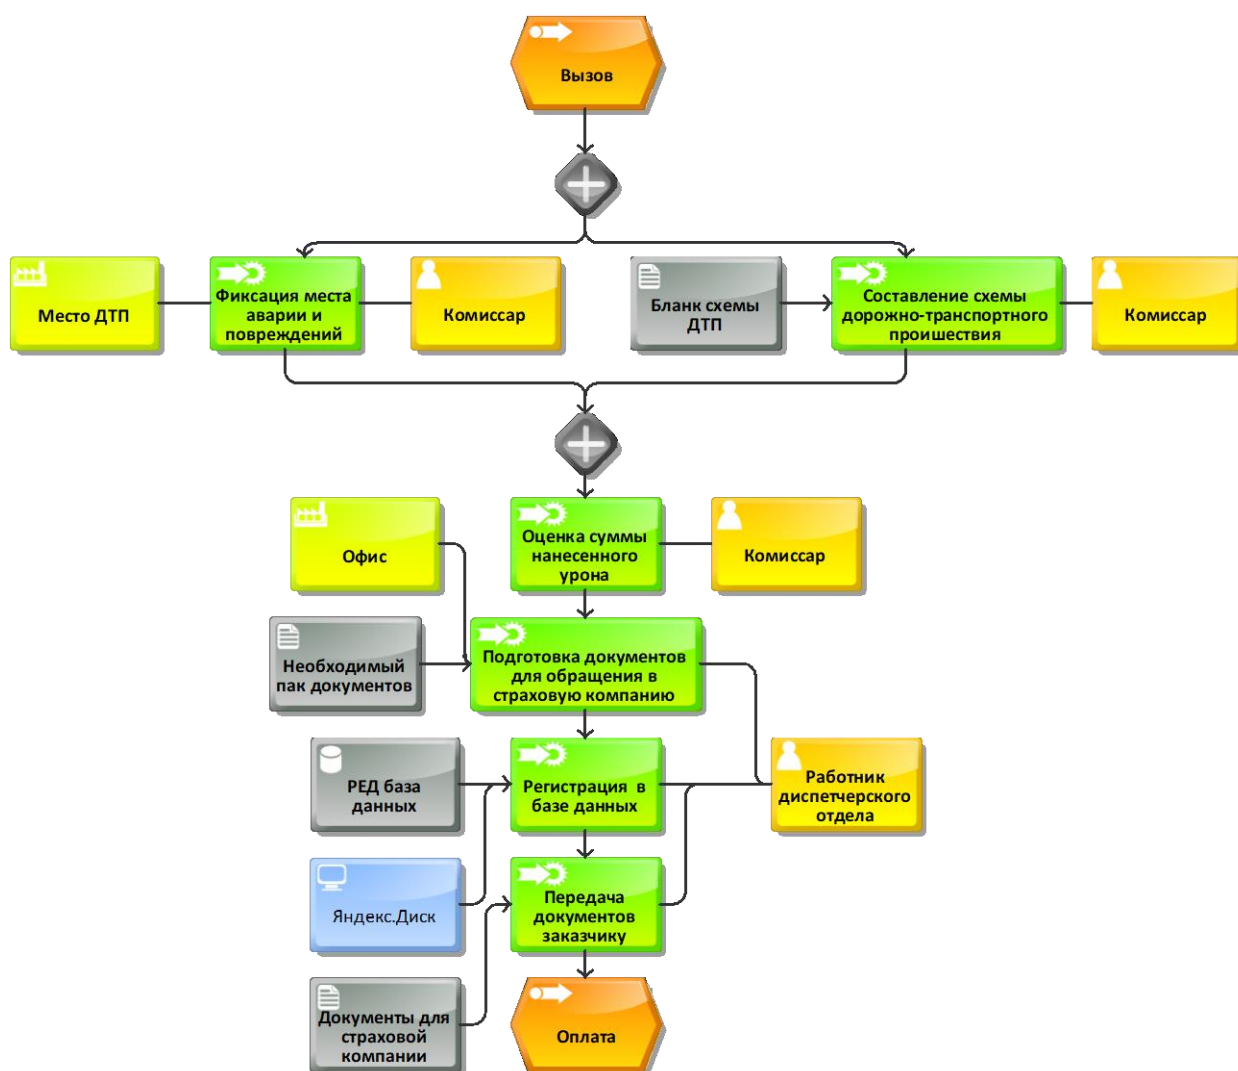 Вызов
Место ДТП
Фиксация места
аварии и
повреждений
Комиссар
Бланк схемы
ДТП
Составление схемы
дорожно-транспортного
проишествия
Комиссар
Офис
Оценка суммы
нанесенного
урона
Комиссар
Необходимый
пак документов
Подготовка документов
для обращения в
страховую компанию
РЕД база
данных
Регистрация в
базе данных
Работник
диспетчерского
отдела
Яндекс.Диск
Передача
документов
заказчику
Документы для
страховой
компании
Оплата